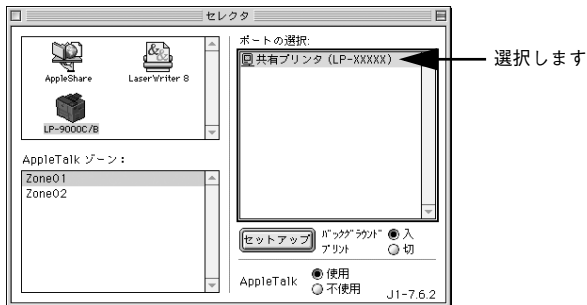 セレクタ
AppleShare
LaserWriter 8
LP-9000C/B
AppleTalk ゾーン：
Zone01
Zone02
ポートの選択:
共有プリンタ (LP-XXXXX)
選択します
セットアップ
バックグラウンド
プリント
入
切
AppleTalk
使用
不使用
J1-7.6.2